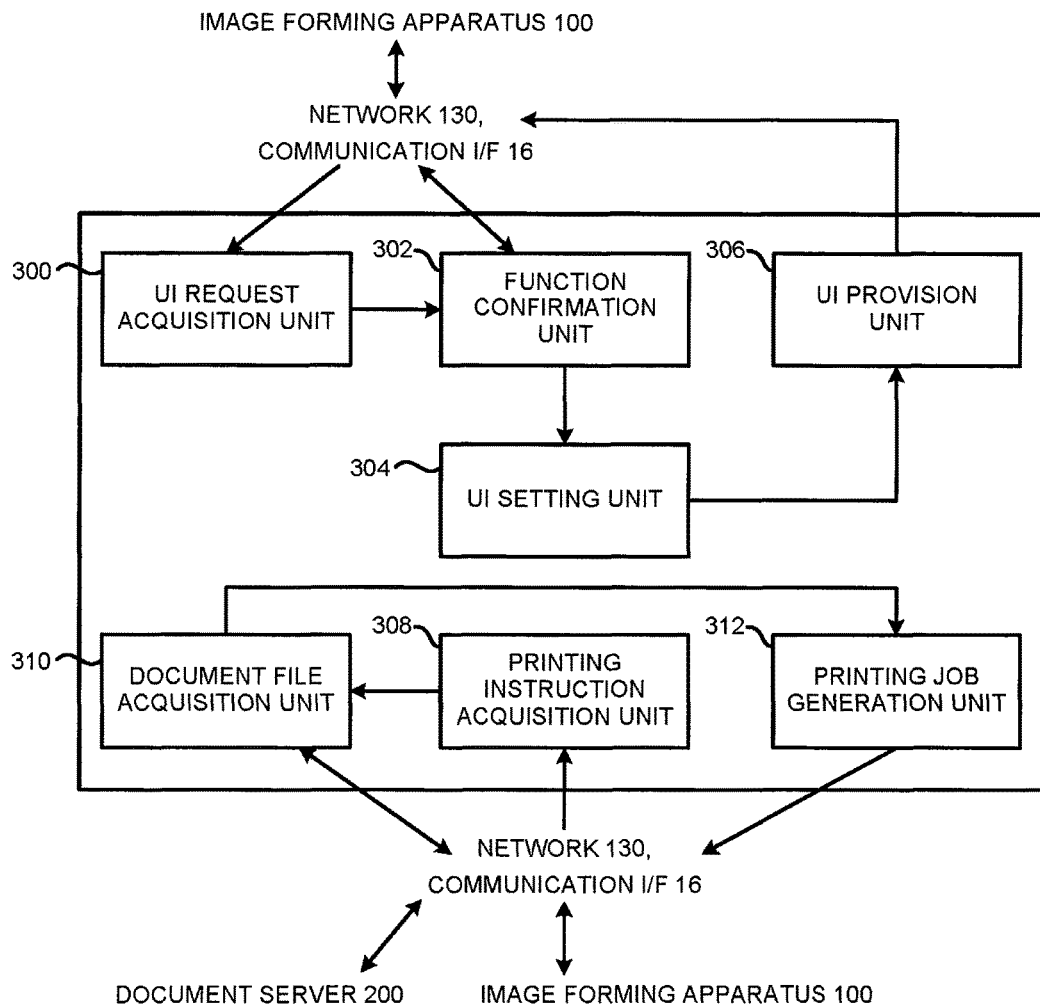 IMAGE FORMING APPARATUS 100
NETWORK 130,
COMMUNICATION I/F 16
300
UI REQUEST
ACQUISITION UNIT
302
FUNCTION
CONFIRMATION
UNIT
306
UI PROVISION
UNIT
304
UI SETTING UNIT
310
DOCUMENT FILE
ACQUISITION UNIT
308
PRINTING
INSTRUCTION
ACQUISITION UNIT
312
PRINTING JOB
GENERATION UNIT
NETWORK 130,
COMMUNICATION I/F 16
DOCUMENT SERVER 200
IMAGE FORMING APPARATUS 100